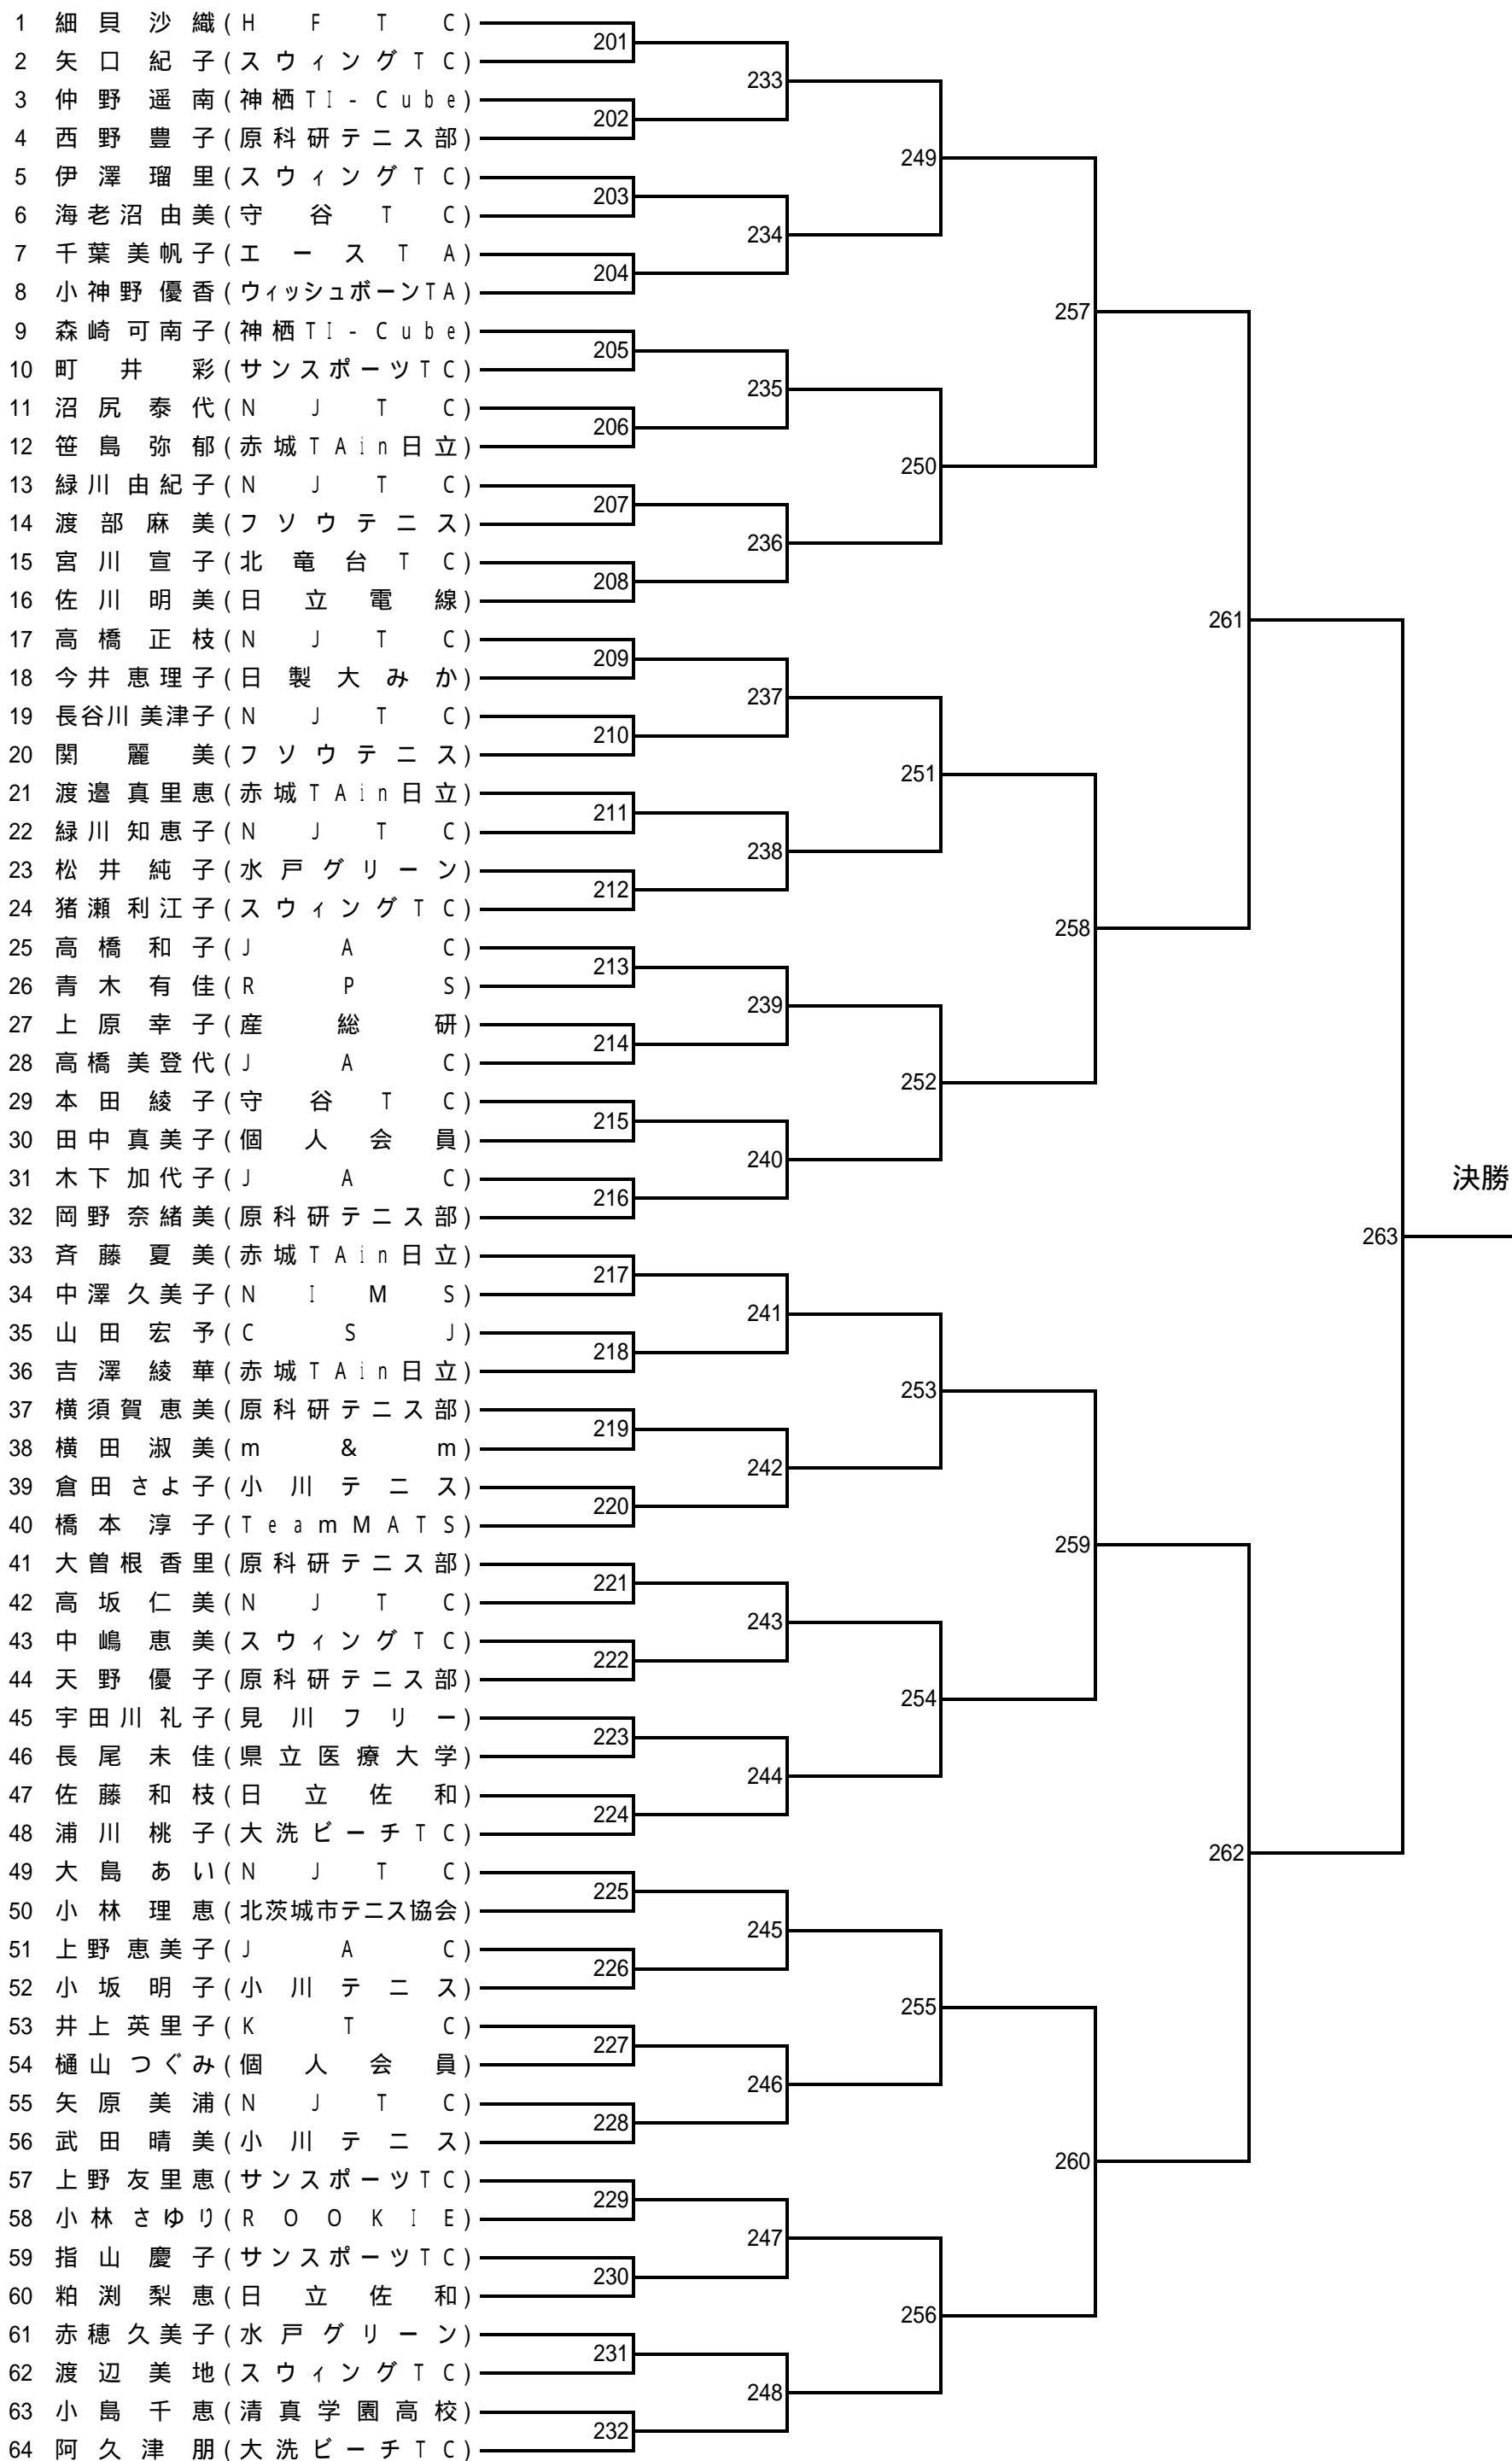 1 細貝 沙織 (HFTC)
2 矢口 紀子 (スウィングTC)
201
233
3 仲野 遥南 (神栖TI-Cube)
4 西野 豊子 (原科研テニス部)
202
249
5 伊澤 瑠里 (スウィングTC)
6 海老沼 由美 (守谷TC)
203
234
7 千葉 美帆子 (エースTA)
8 小神野 優香 (ウィッシュボーンTA)
204
257
9 森崎 可南子 (神栖TI-Cube)
10 町井 彩 (サンスポーツTC)
205
235
11 沼尻 泰代 (NJTC)
12 笹島 弥郁 (赤城TAin日立)
206
250
13 緑川 由紀子 (NJTC)
14 渡部 麻美 (フソウテニス)
207
236
15 宮川 宣子 (北竜台TC)
16 佐川 明美 (日立電線)
208
261
17 高橋 正枝 (NJTC)
18 今井 恵理子 (日製大みか)
209
237
19 長谷川 美津子 (NJTC)
20 関 麗美 (フソウテニス)
210
251
21 渡邉 真里恵 (赤城TAin日立)
22 緑川 知恵子 (NJTC)
211
238
23 松井 純子 (水戸グリーン)
24 猪瀬 利江子 (スウィングTC)
212
258
25 高橋 和子 (JAC)
26 青木 有佳 (RPS)
213
239
27 上原 幸子 (産総研)
28 高橋 美登代 (JAC)
214
252
29 本田 綾子 (守谷TC)
30 田中 真美子 (個人会員)
215
240
31 木下 加代子 (JAC)
32 岡野 奈緒美 (原科研テニス部)
216
決勝
263
33 斉藤 夏美 (赤城TAin日立)
34 中澤 久美子 (NIMS)
217
241
35 山田 宏予 (CSJ)
36 吉澤 綾華 (赤城TAin日立)
218
253
37 横須賀 恵美 (原科研テニス部)
38 横田 淑美 (m&m)
219
242
39 倉田 さよ子 (小川テニス)
40 橋本 淳子 (TeamMATS)
220
259
41 大曽根 香里 (原科研テニス部)
42 高坂 仁美 (NJTC)
221
243
43 中嶋 恵美 (スウィングTC)
44 天野 優子 (原科研テニス部)
222
254
45 宇田川 礼子 (見川フリー)
46 長尾 未佳 (県立医療大学)
223
244
47 佐藤 和枝 (日立佐和)
48 浦川 桃子 (大洗ビーチTC)
224
262
49 大島 あい (NJTC)
50 小林 理恵 (北茨城市テニス協会)
225
245
51 上野 恵美子 (JAC)
52 小坂 明子 (小川テニス)
226
255
53 井上 英里子 (KTC)
54 樋山 つぐみ (個人会員)
227
246
55 矢原 美浦 (NJTC)
56 武田 晴美 (小川テニス)
228
260
57 上野 友里恵 (サンスポーツTC)
58 小林 さゆり (ROOKIE)
229
247
59 指山 慶子 (サンスポーツTC)
60 粕渕 梨恵 (日立佐和)
230
256
61 赤穂 久美子 (水戸グリーン)
62 渡辺 美地 (スウィングTC)
231
248
63 小島 千恵 (清真学園高校)
64 阿久津 朋 (大洗ビーチTC)
232